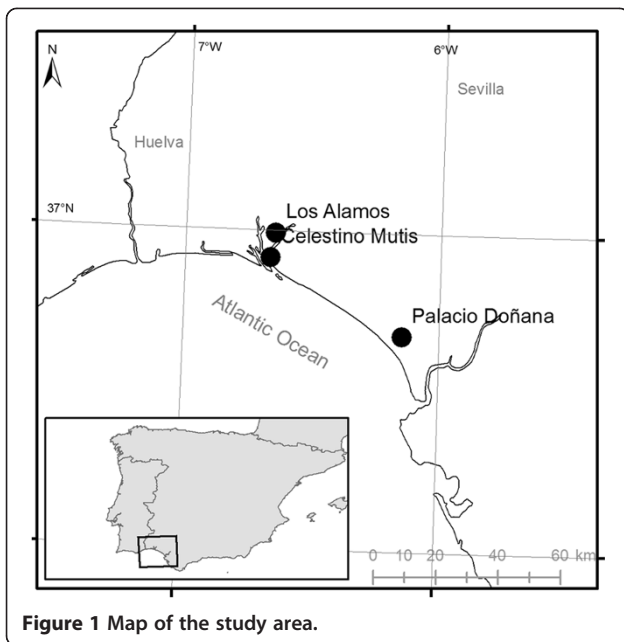 7°W
6°W
N
Sevilla
Huelva
37°N
Los Alamos
Celestino Mutis
Palacio Doñana
Atlantic Ocean
0 10 20 40 60 km
Figure 1 Map of the study area.